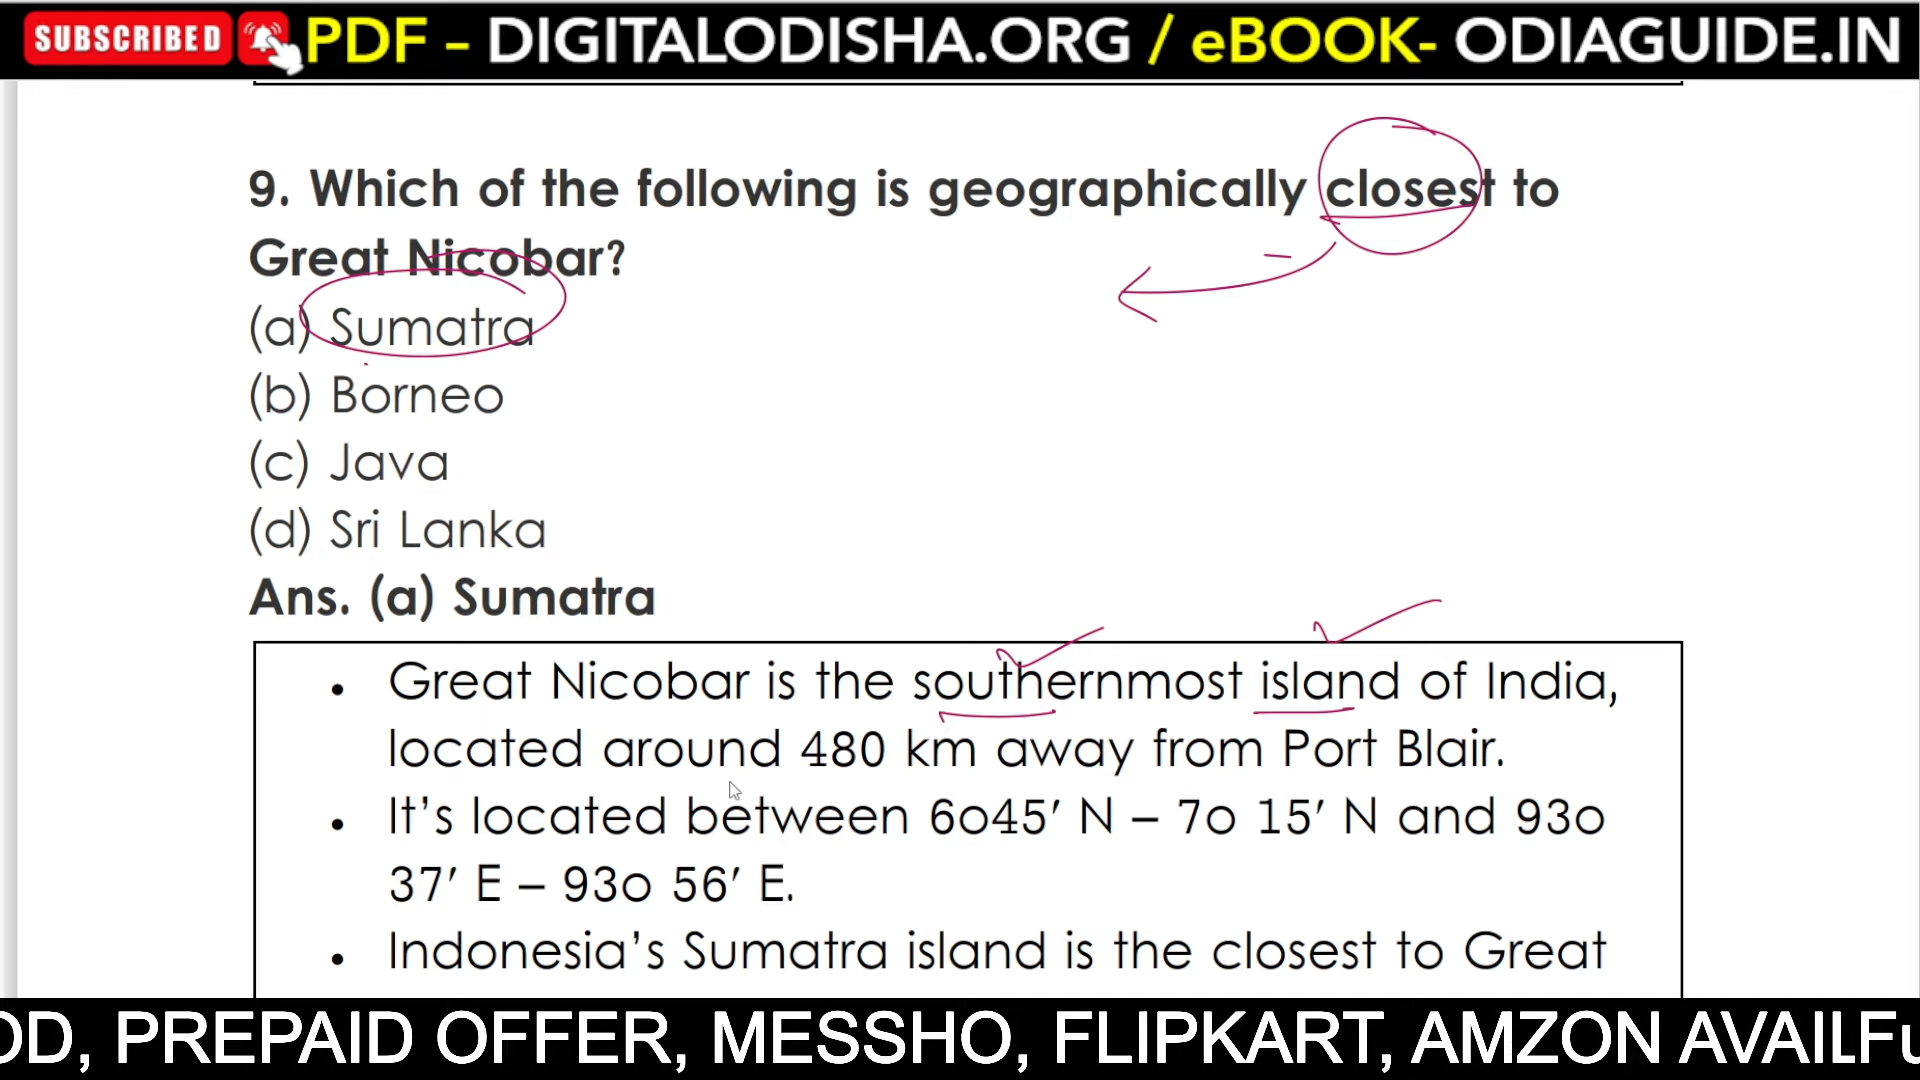 SUBSCRIBED PDF – DIGITALODISHA.ORG / eBOOK- ODIAGUIDE.IN
9. Which of the following is geographically closest to
Great Nicobar?
(a) Sumatra
(b) Borneo
(c) Java
(d) Sri Lanka
Ans. (a) Sumatra
• Great Nicobar is the southernmost island of India,
located around 480 km away from Port Blair.
• It’s located between 6o45′ N – 7o 15′ N and 93o
37′ E – 93o 56′ E.
• Indonesia’s Sumatra island is the closest to Great
OD, PREPAID OFFER, MESSHO, FLIPKART, AMZON AVAIL